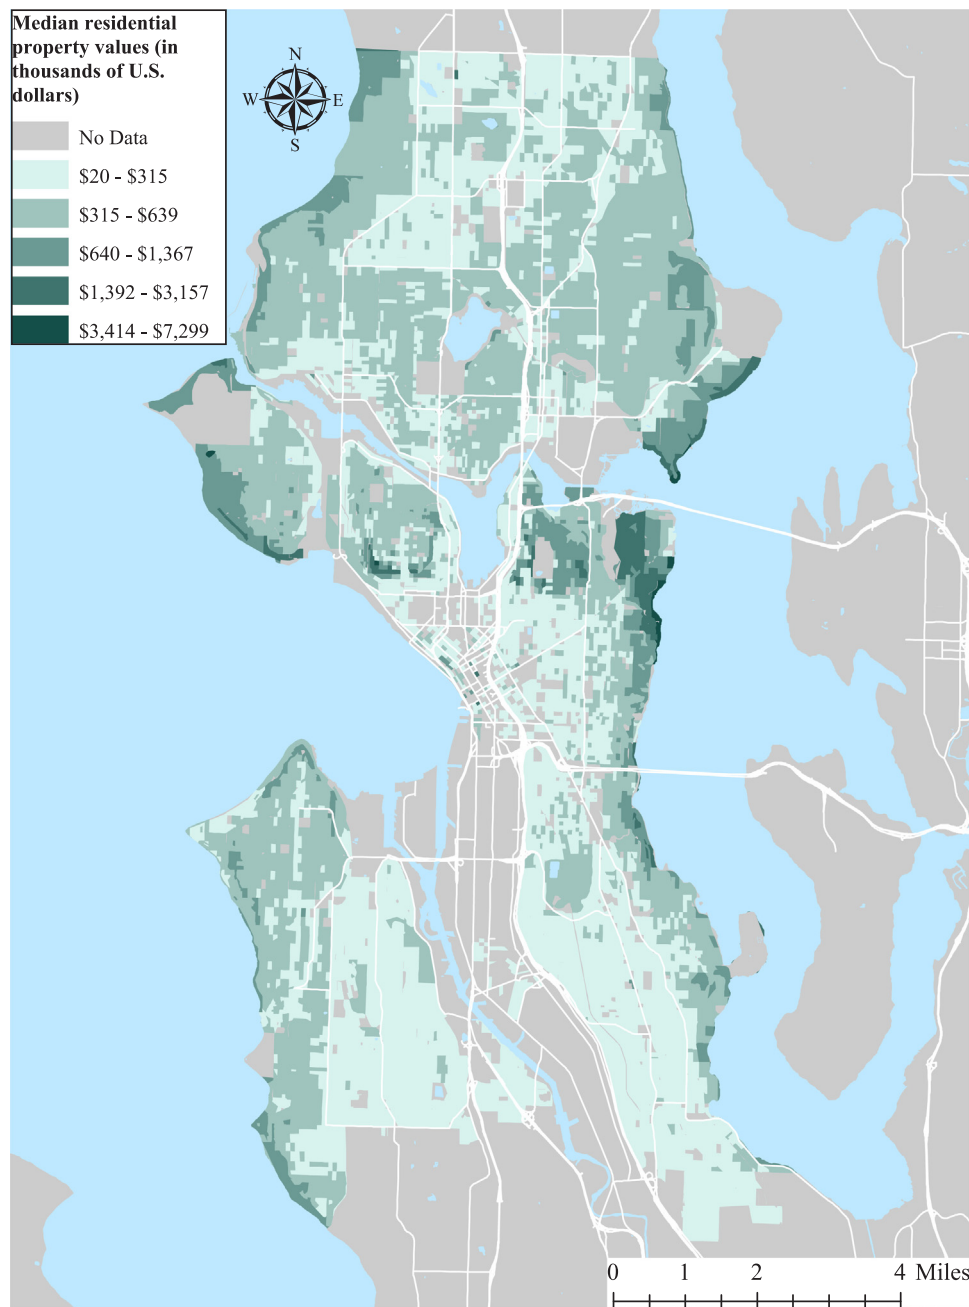 Median residential
property values (in
thousands of U.S.
dollars)
No Data
$20 - $315
$315 - $639
$640 - $1,367
$1,392 - $3,157
$3,414 - $7,299
N
W E
S
0 1 2 4 Miles